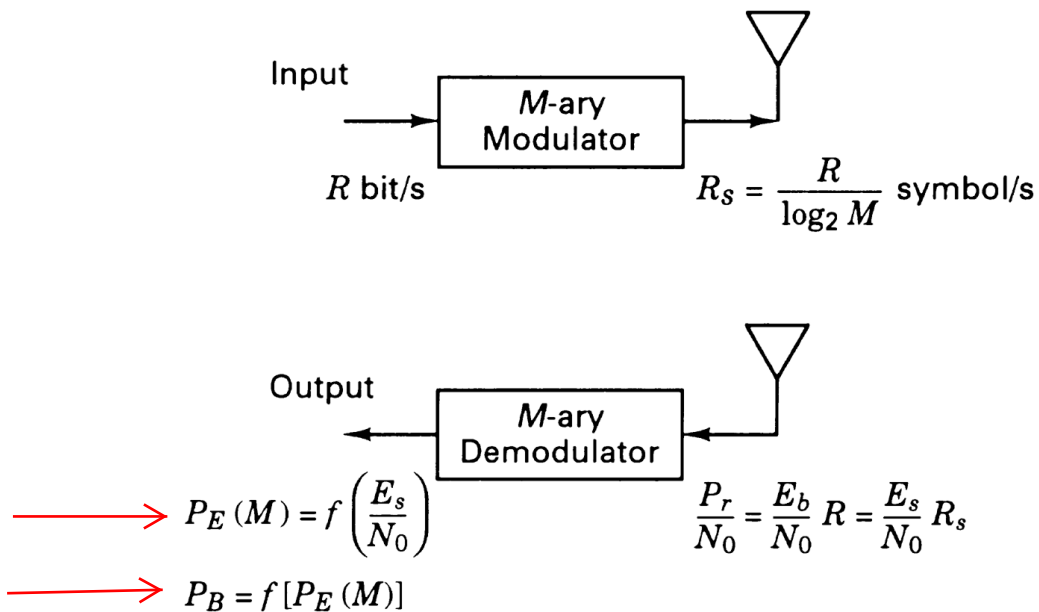 Input
M-ary
Modulator
R bit/s
R_S = R / log₂ M symbol/s
Output
M-ary
Demodulator
P_E (M) = f (E_s / N_0)
P_r / N_0 = E_b / N_0 R = E_s / N_0 R_s
P_B = f [P_E (M)]